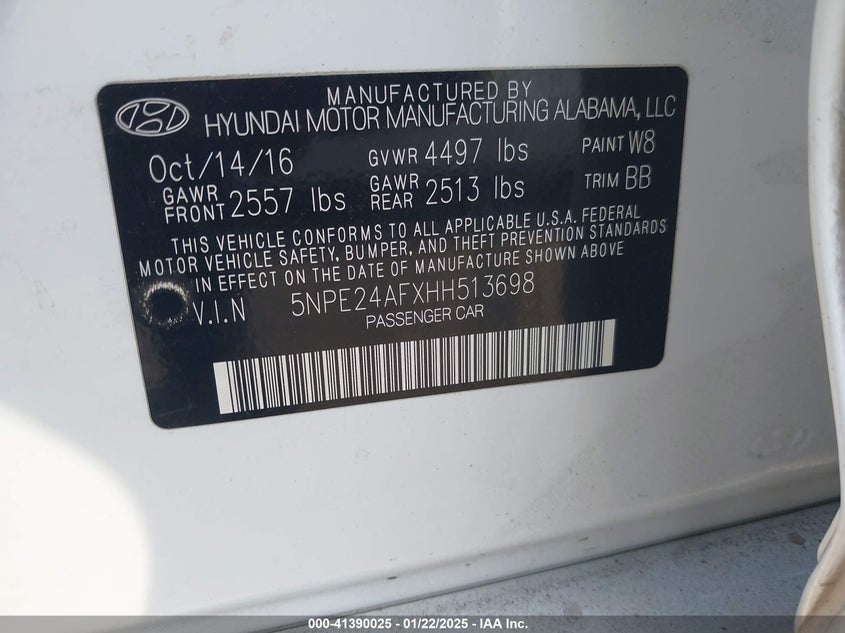 MANUFACTURED BY
HYUNDAI MOTOR MANUFACTURING ALABAMA, LLC
Oct/14/16 GVWR 4497 lbs PAINT W8
GAWR FRONT 2557 lbs GAWR REAR 2513 lbs TRIM BB
THIS VEHICLE CONFORMS TO ALL APPLICABLE U.S.A. FEDERAL
MOTOR VEHICLE SAFETY, BUMPER, AND THEFT PREVENTION STANDARDS
IN EFFECT ON THE DATE OF MANUFACTURE SHOWN ABOVE
V.I.N 5NPE24AFXHH513698
PASSENGER CAR
000-41390025 - 01/22/2025 - IAA Inc.